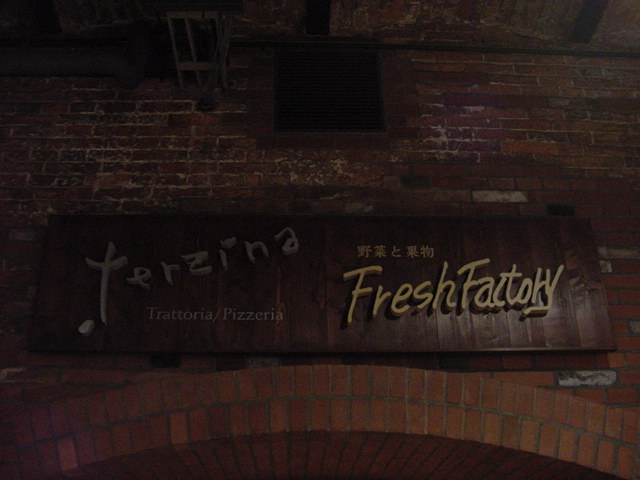 terzina
Trattoria/Pizzeria
野菜と果物
FreshFactory